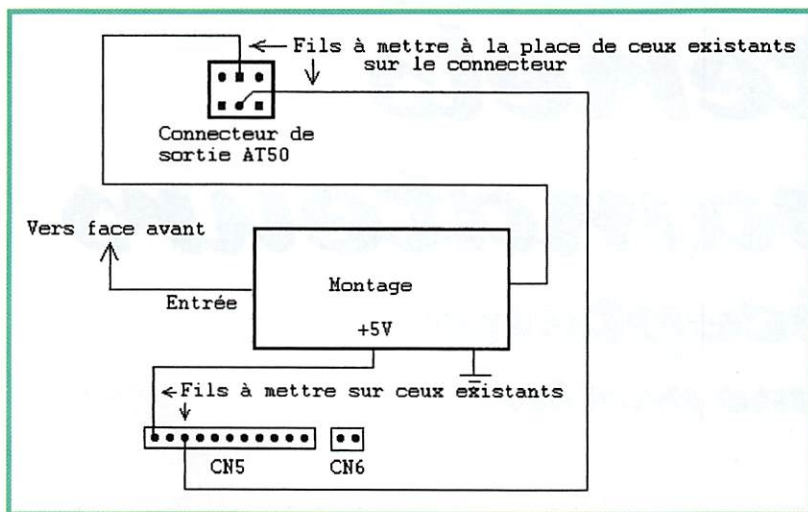 Fils à mettre à la place de ceux existants
sur le connecteur
Connecteur de
sortie AT50
Vers face avant
Montage
Entrée
+5V
Fils à mettre sur ceux existants
CN5
CN6